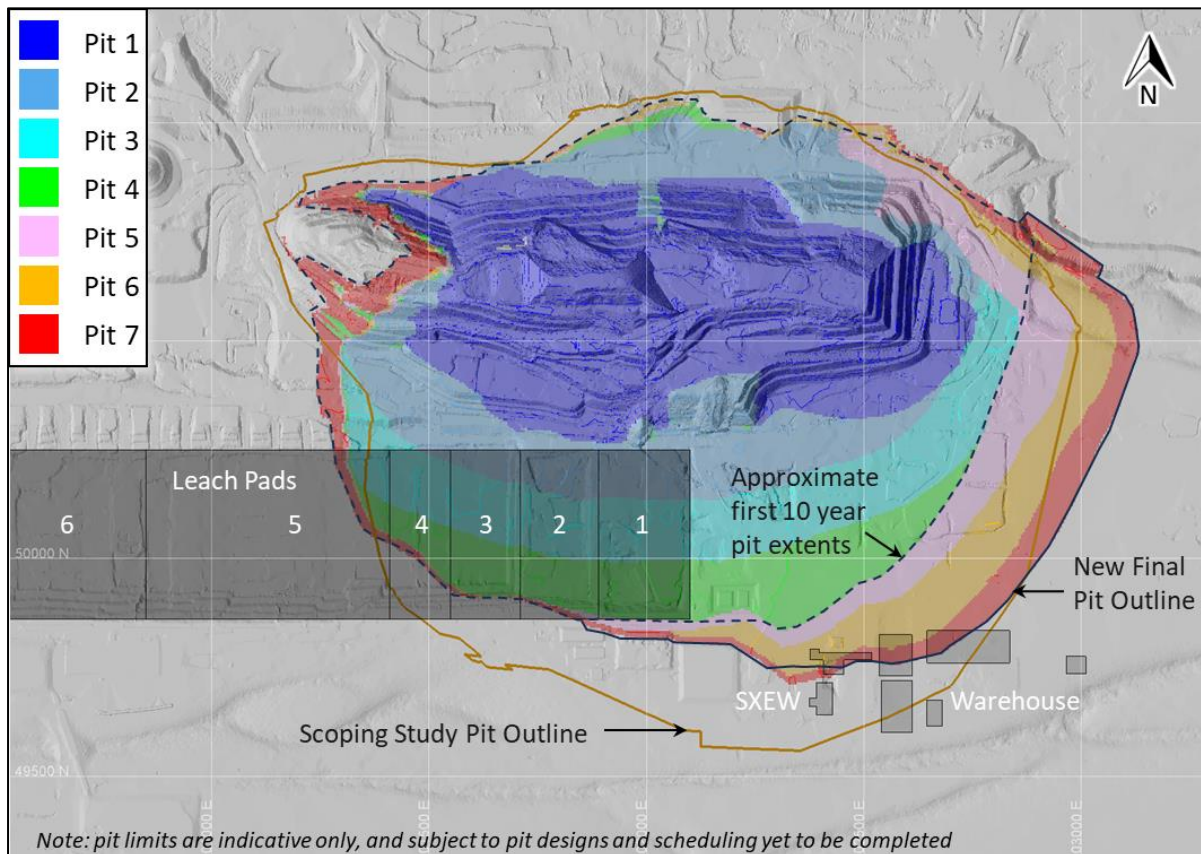 Pit 1
Pit 2
Pit 3
Pit 4
Pit 5
Pit 6
Pit 7
N
Leach Pads
6
5
4
3
2
1
Approximate
first 10 year
pit extents
50000 N
New Final
Pit Outline
SXEW
Warehouse
Scoping Study Pit Outline
49500 N
Note: pit limits are indicative only, and subject to pit designs and scheduling yet to be completed